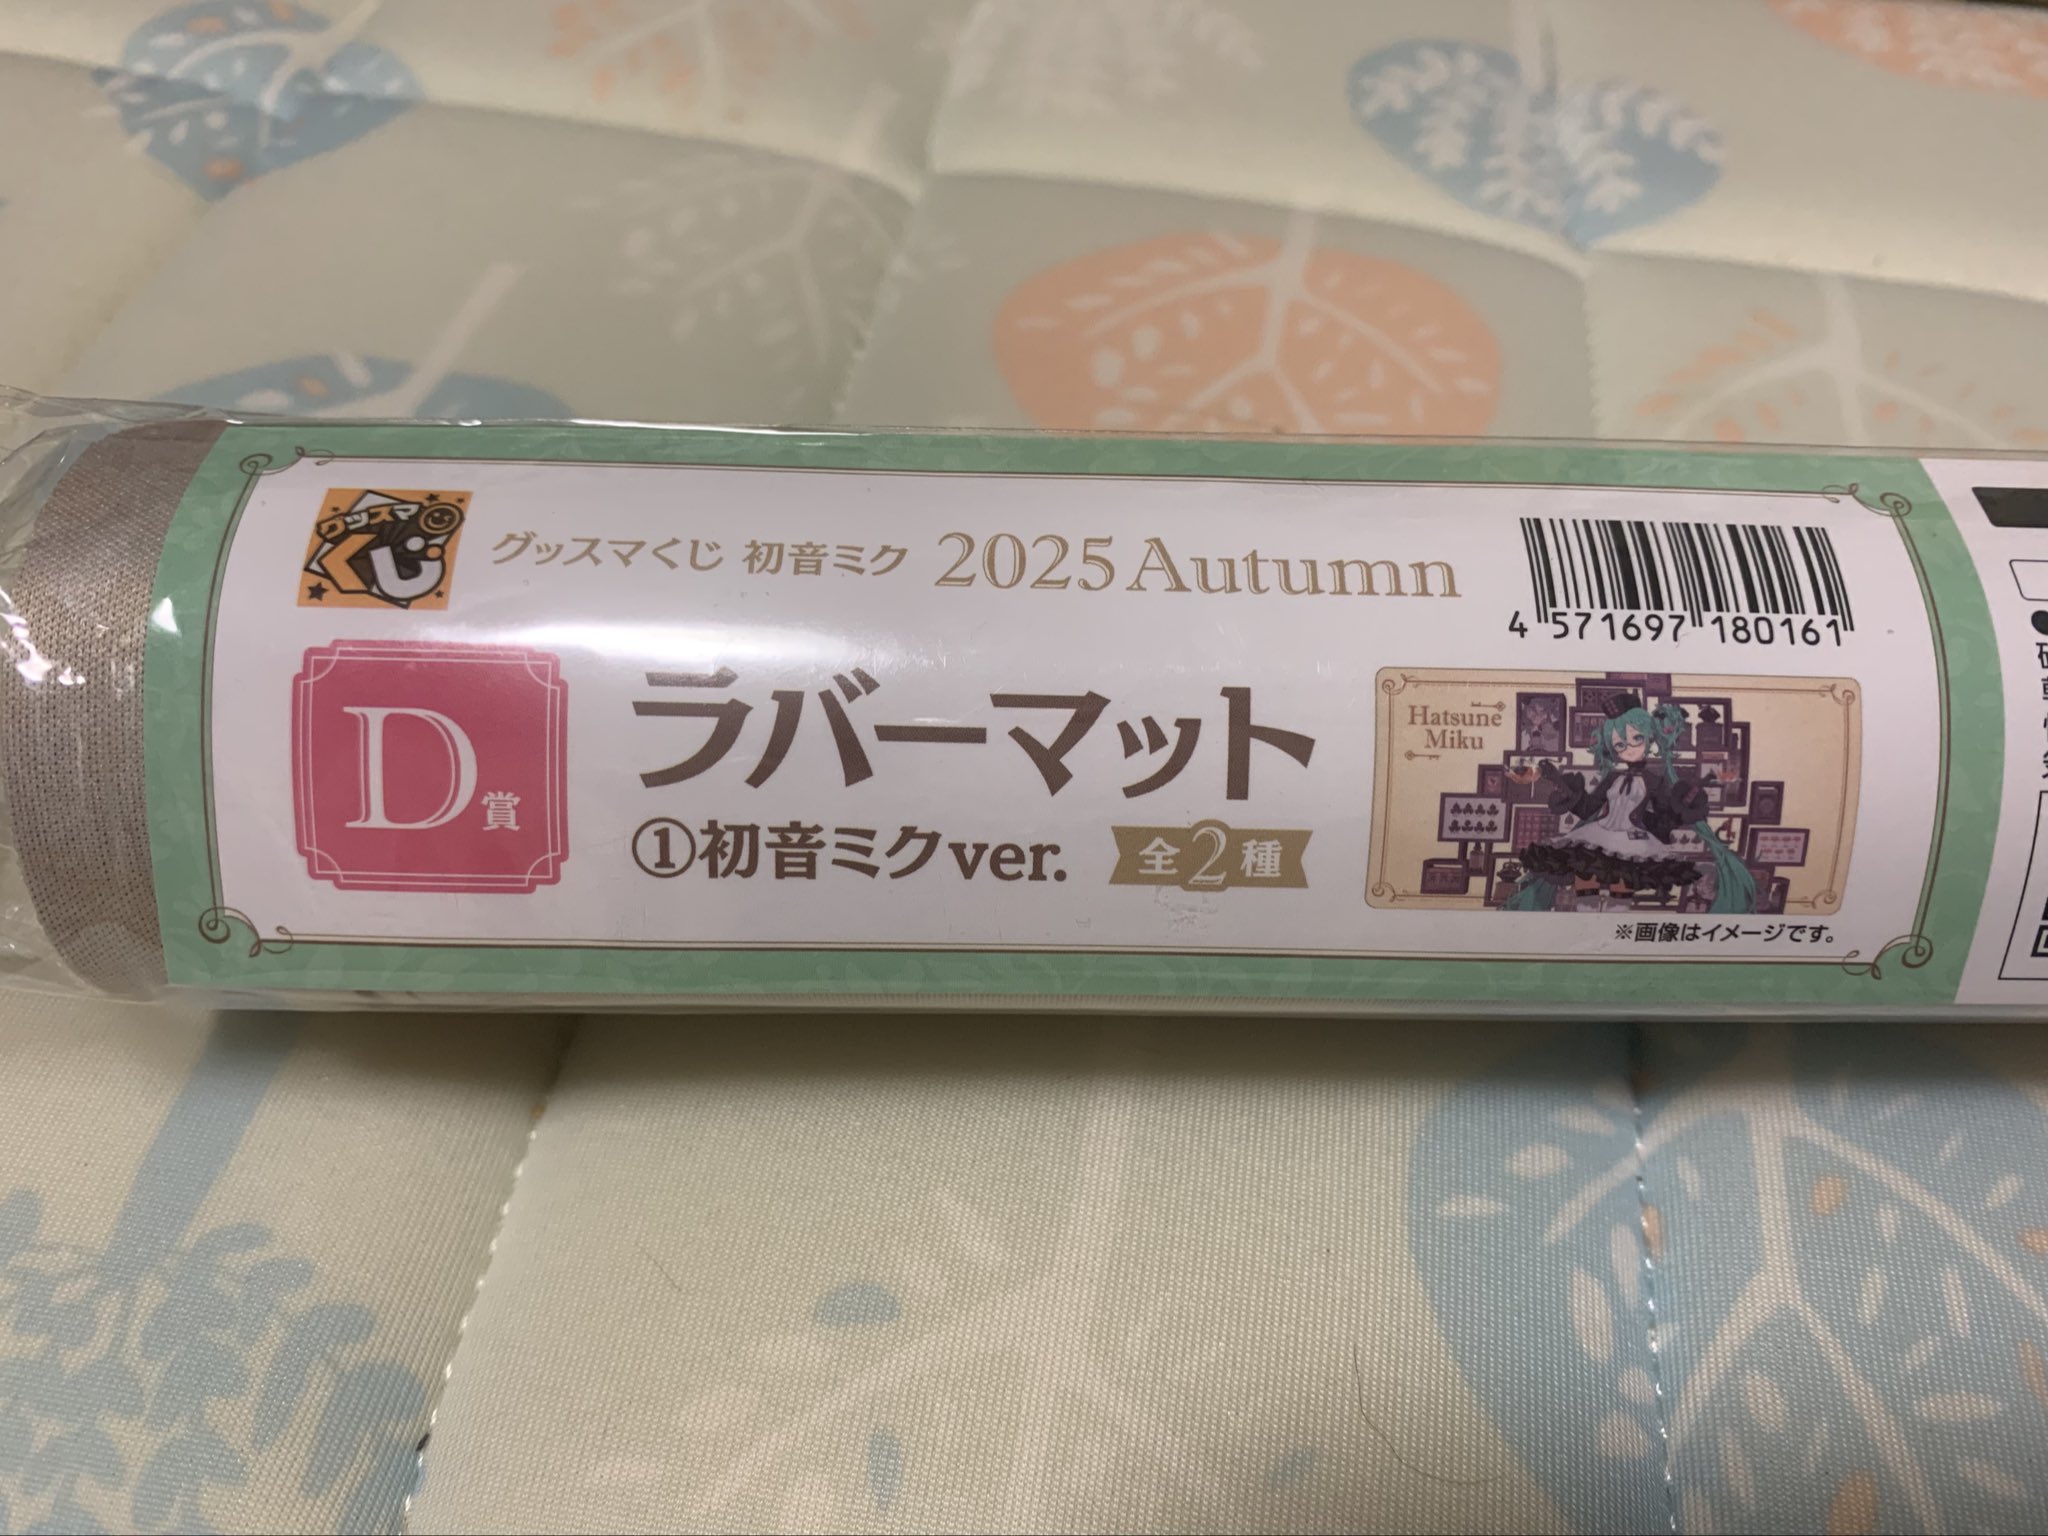 グッスマ
くじ
グッスマくじ 初音ミク 2025 Autumn
4 571697 180161
D賞
ラバーマット
①初音ミクver.
全2種
Hatsune
Miku
※画像はイメージです。